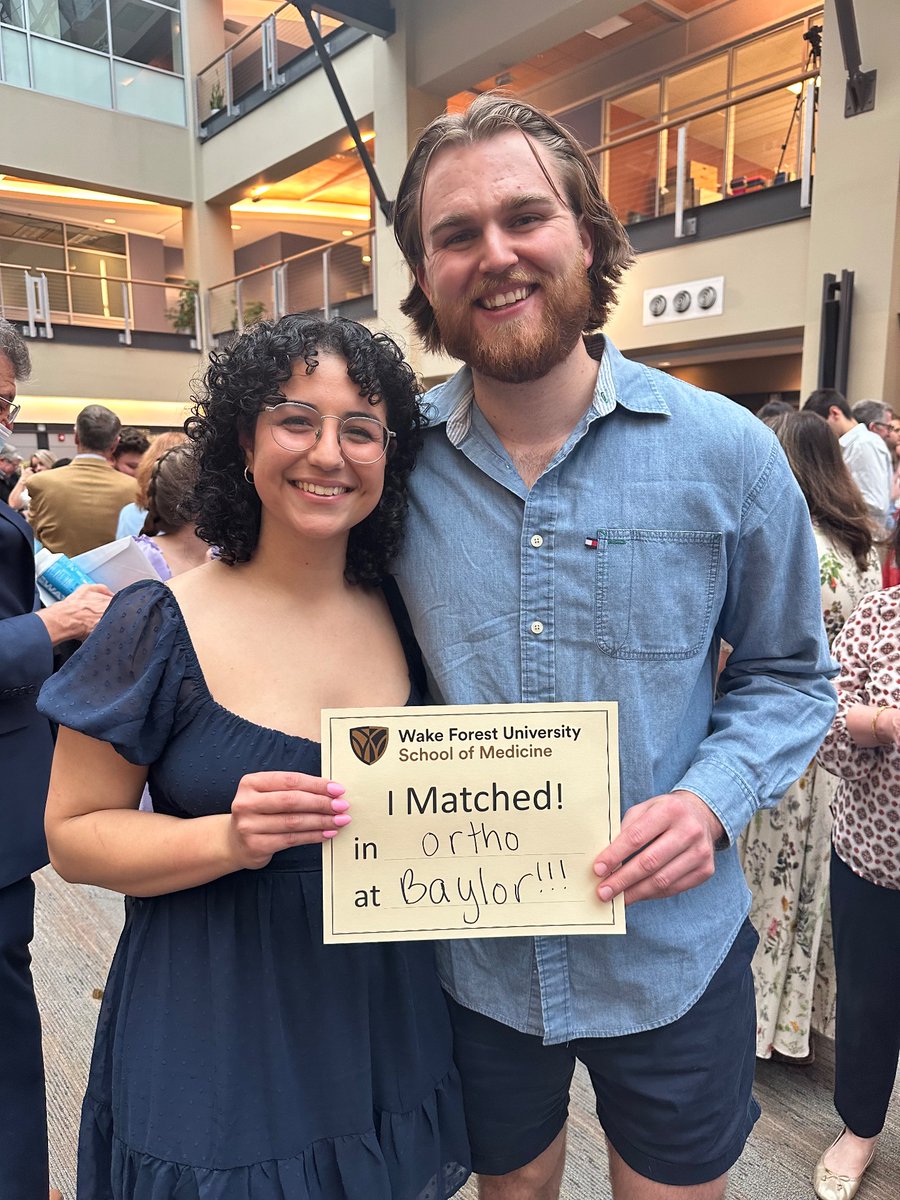 Wake Forest University
School of Medicine
I Matched!
in ortho
at Baylor!!!